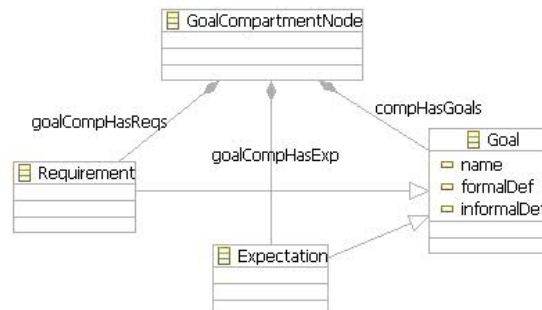 GoalCompartmentNode
goalCompHasReqs
compHasGoals
goalCompHasExp
Goal
name
formalDef
informalDef
Requirement
Expectation